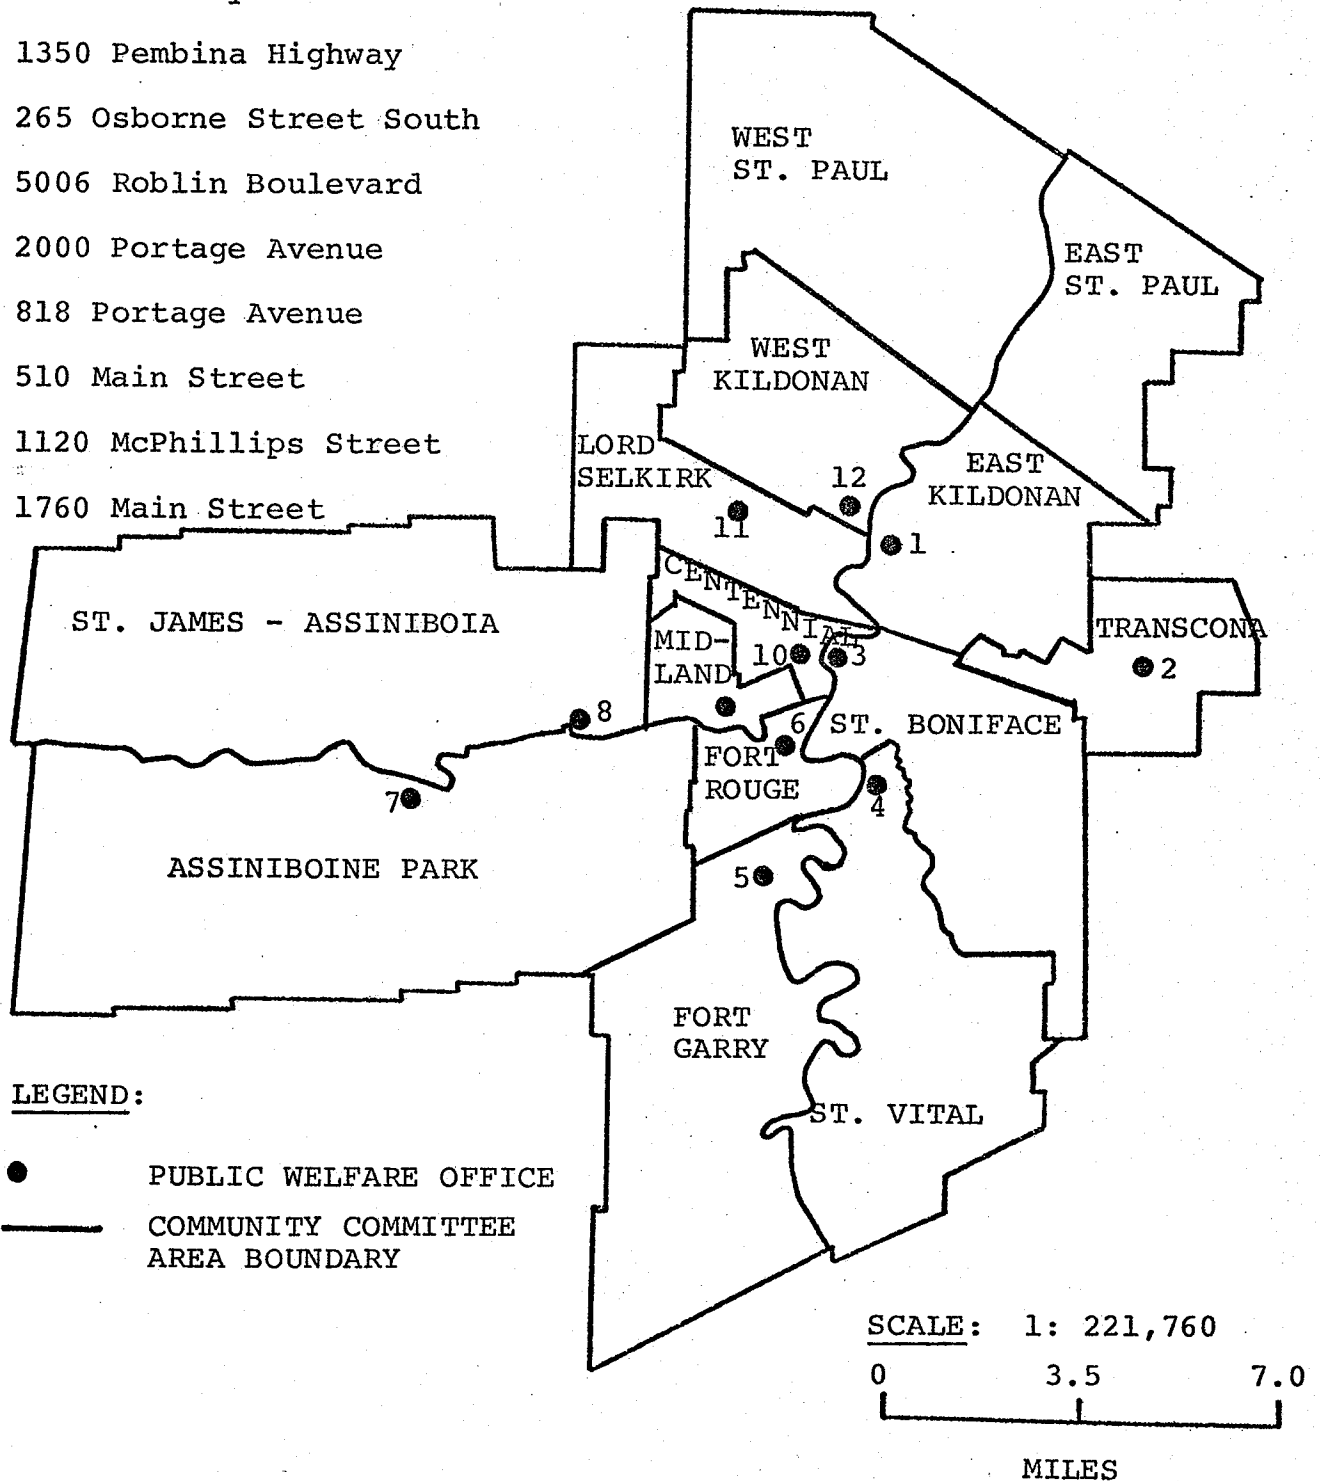 1350 Pembina Highway
265 Osborne Street South
5006 Roblin Boulevard
2000 Portage Avenue
818 Portage Avenue
510 Main Street
1120 McPhillips Street
1760 Main Street
WEST
ST. PAUL
EAST
ST. PAUL
WEST
KILDONAN
LORD
SELKIRK
EAST
KILDONAN
12
11
1
CENTENNIAL
ST. JAMES - ASSINIBOIA
MID-
LAND
10
3
TRANSCONA
2
8
6
ST. BONIFACE
FORT
ROUGE
7
4
ASSINIBOINE PARK
5
FORT
GARRY
ST. VITAL
LEGEND:
PUBLIC WELFARE OFFICE
COMMUNITY COMMITTEE
AREA BOUNDARY
SCALE: 1: 221,760
0 3.5 7.0
MILES